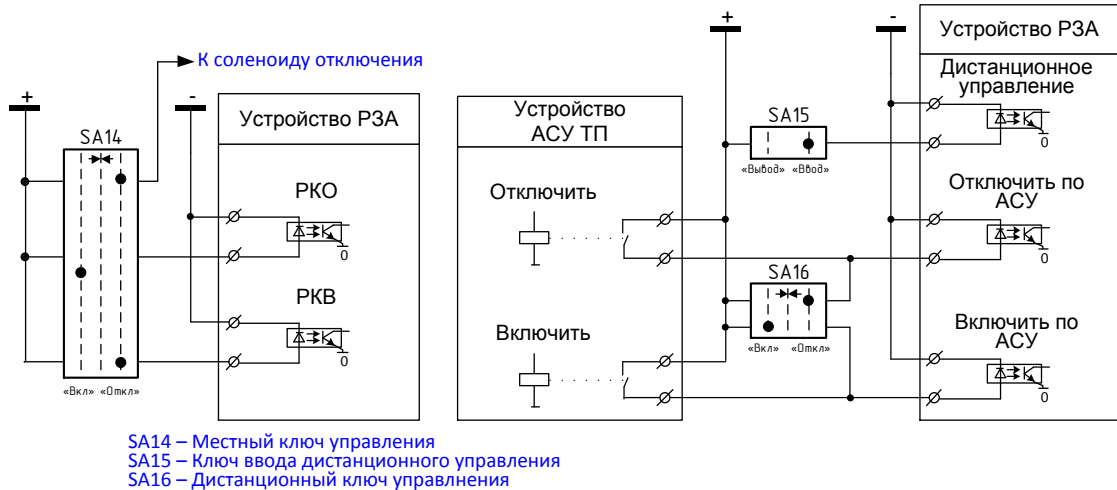 К соленоиду отключения
+
-
SA14
«Вкл» «Откл»
Устройство РЗА
РКО
0
РКВ
0
Устройство
АСУ ТП
Отключить
Включить
+
-
SA15
«Вывод» «Ввод»
SA16
«Вкл» «Откл»
Устройство РЗА
Дистанционное
управление
0
Отключить по
АСУ
0
Включить по
АСУ
0
SA14 – Местный ключ управления
SA15 – Ключ ввода дистанционного управления
SA16 – Дистанционный ключ управлнения